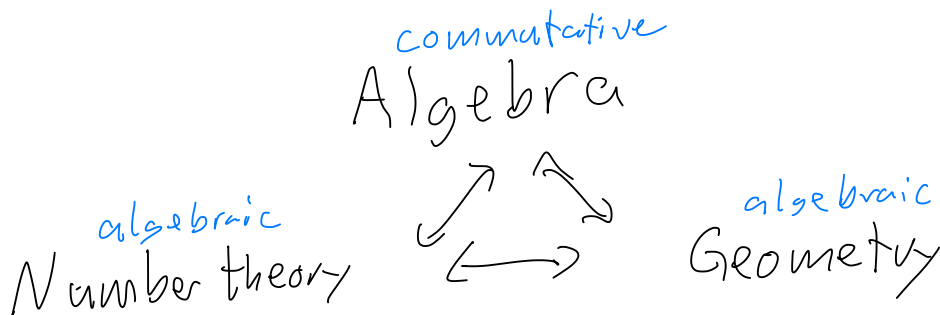 commutative
Algebra
algebraic
algebraic
Number theory
Geometry